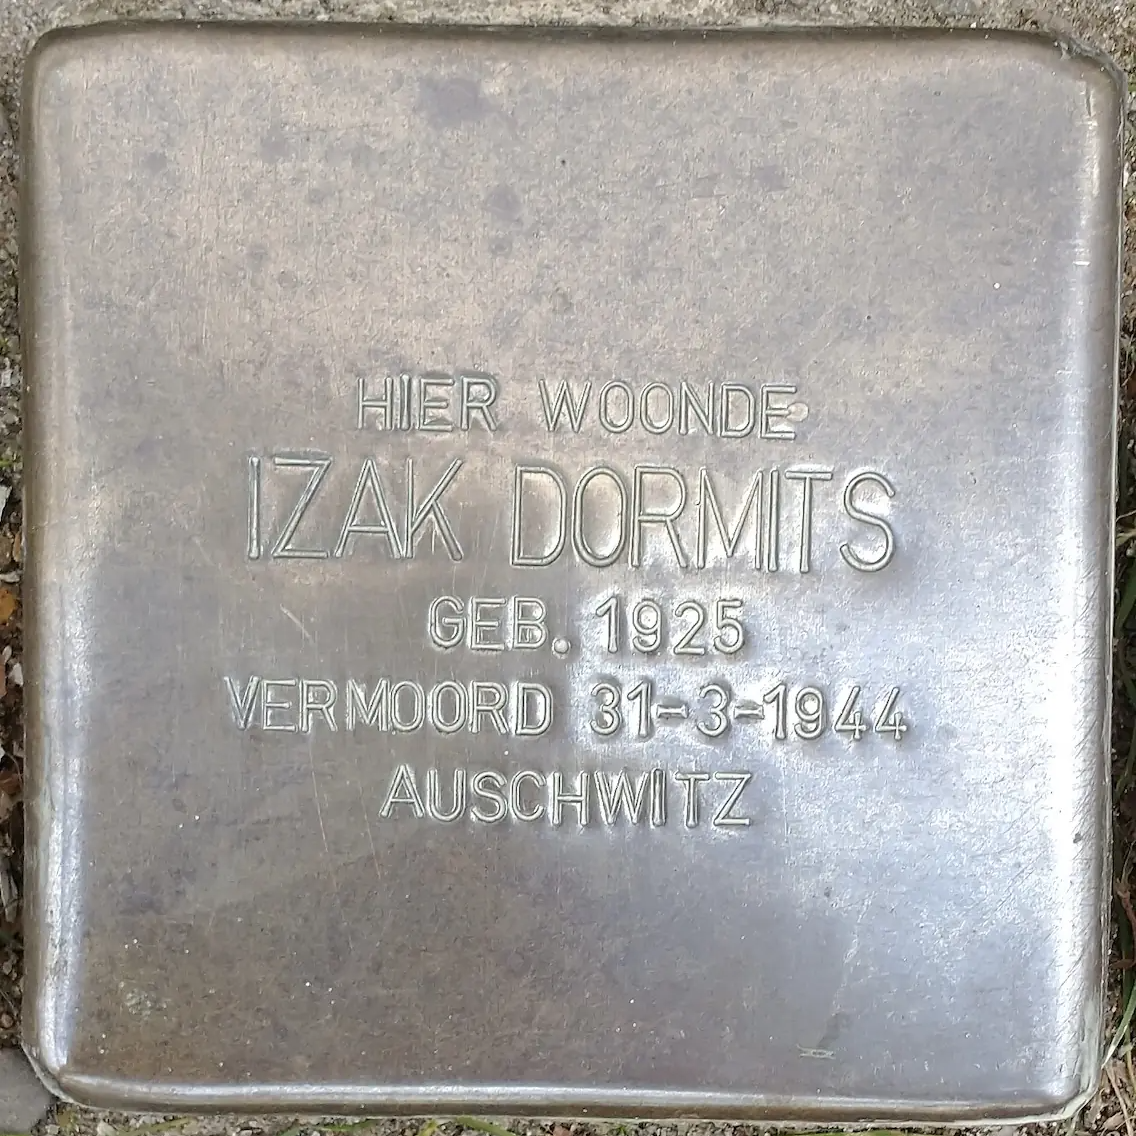 HIER WOONDE
IZAK DORMITS
GEB. 1925
VERMOORD 31-3-1944
AUSCHWITZ